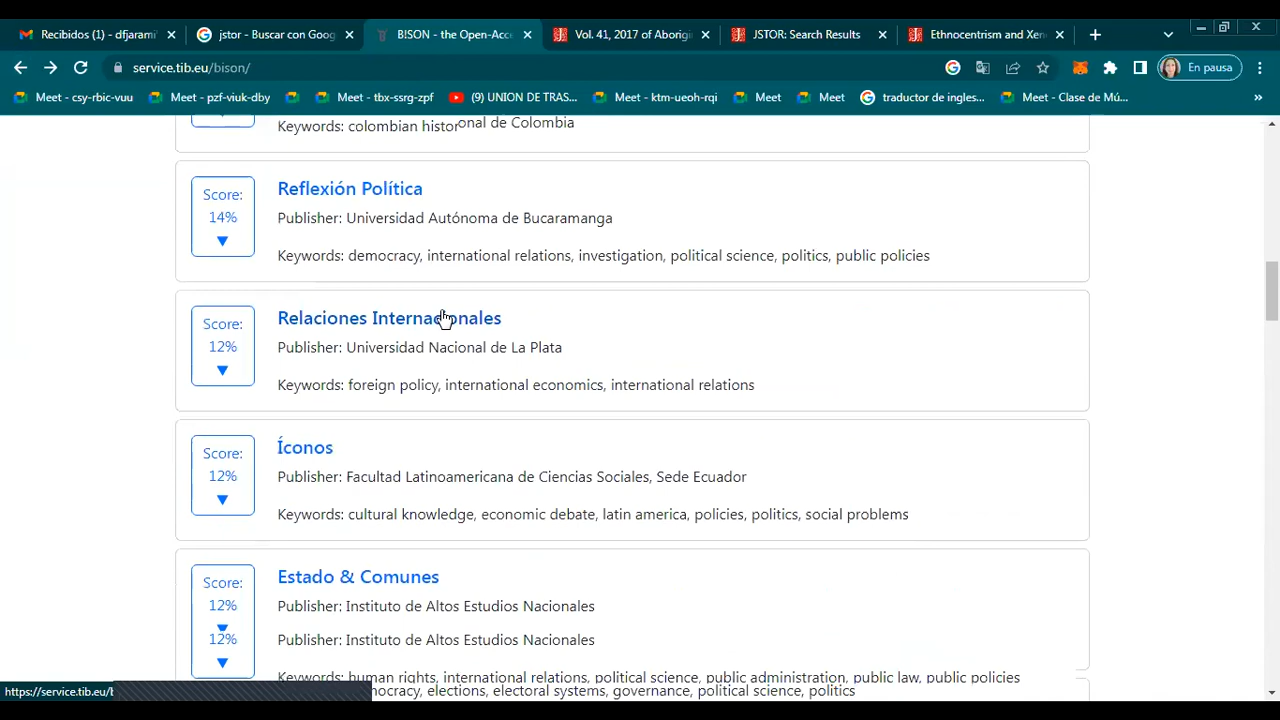 Recibidos (1) - dfjarami
jstor - Buscar con Goog
BISON - the Open-Acce
Vol. 41, 2017 of Aborigi
JSTOR: Search Results
Ethnocentrism and Xen
service.tib.eu/bison/
En pausa
Meet - csy-rbic-vuu
Meet - pzf-viuk-dby
Meet - tbx-ssrg-zpf
(9) UNION DE TRAS...
Meet - ktm-ueoh-rqi
Meet
Meet
traductor de ingles...
Meet - Clase de Mú...
Keywords: colombian histor
onal de Colombia
Score:
14%
Reflexión Política
Publisher: Universidad Autónoma de Bucaramanga
Keywords: democracy, international relations, investigation, political science, politics, public policies
Score:
12%
Relaciones Internacionales
Publisher: Universidad Nacional de La Plata
Keywords: foreign policy, international economics, international relations
Score:
12%
Íconos
Publisher: Facultad Latinoamericana de Ciencias Sociales, Sede Ecuador
Keywords: cultural knowledge, economic debate, latin america, policies, politics, social problems
Score:
12%
Estado & Comunes
Publisher: Instituto de Altos Estudios Nacionales
12%
Publisher: Instituto de Altos Estudios Nacionales
Keywords: human rights, international relations, political science, public administration, public law, public policies
mocracy, elections, electoral systems, governance, political science, politics
https://service.tib.eu/b